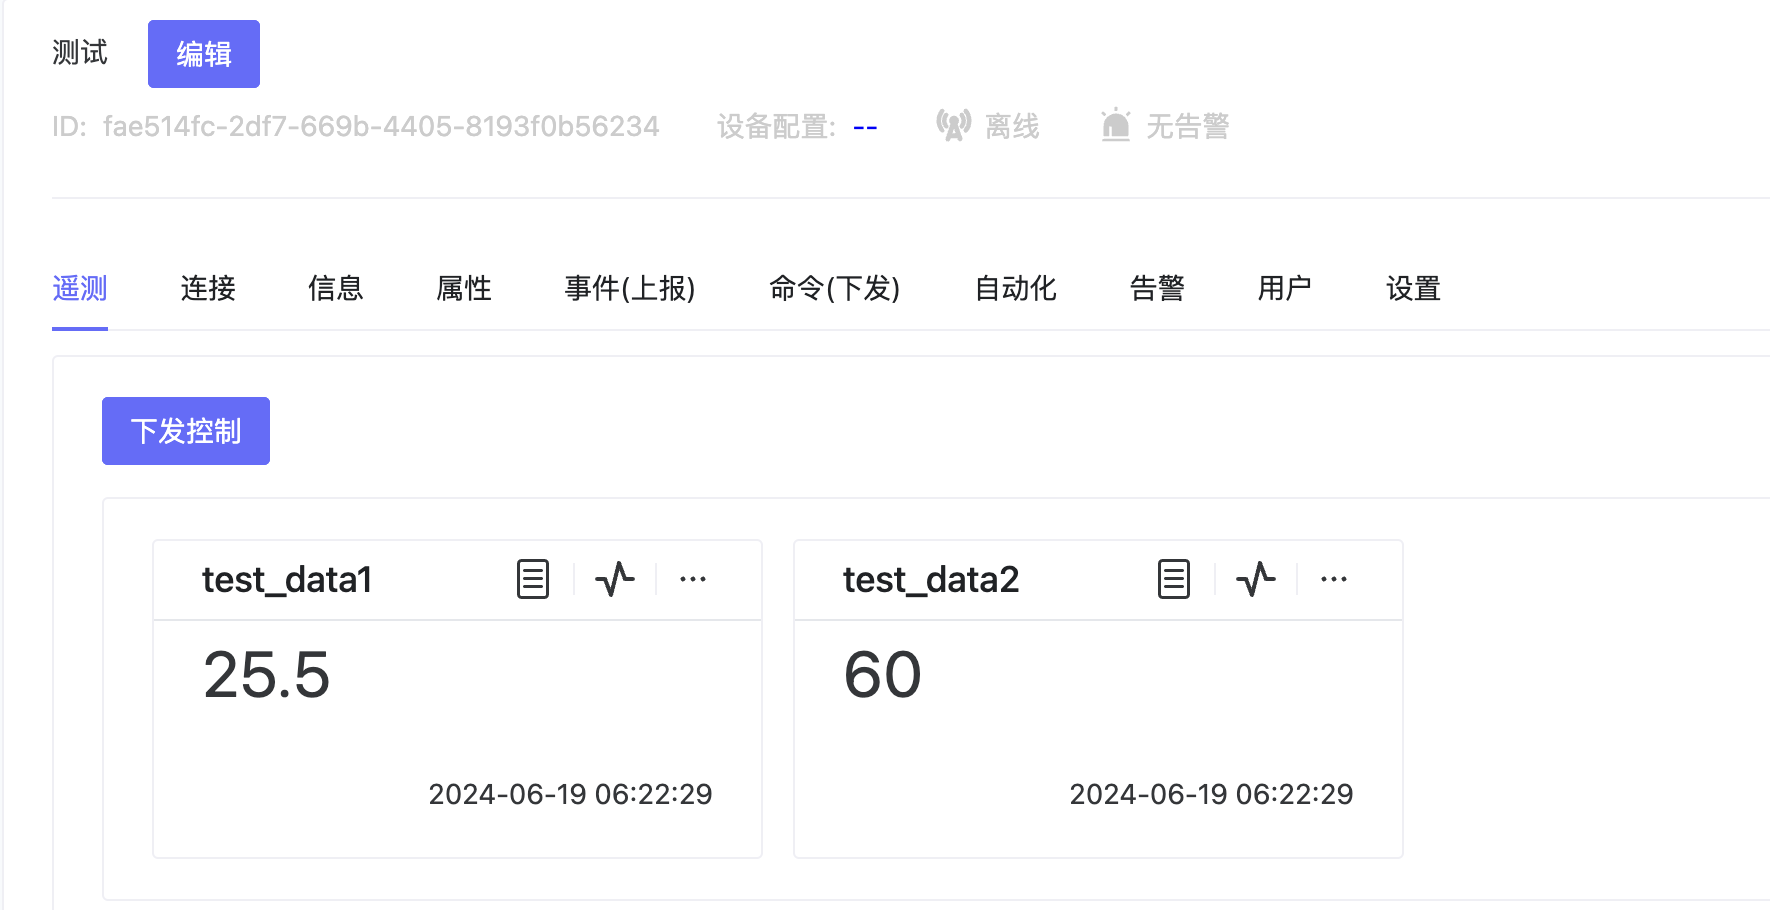 测试 编辑
ID: fae514fc-2df7-669b-4405-8193f0b56234 设备配置: -- 离线 无告警
遥测 连接 信息 属性 事件(上报) 命令(下发) 自动化 告警 用户 设置
下发控制
test_data1
25.5
2024-06-19 06:22:29
test_data2
60
2024-06-19 06:22:29